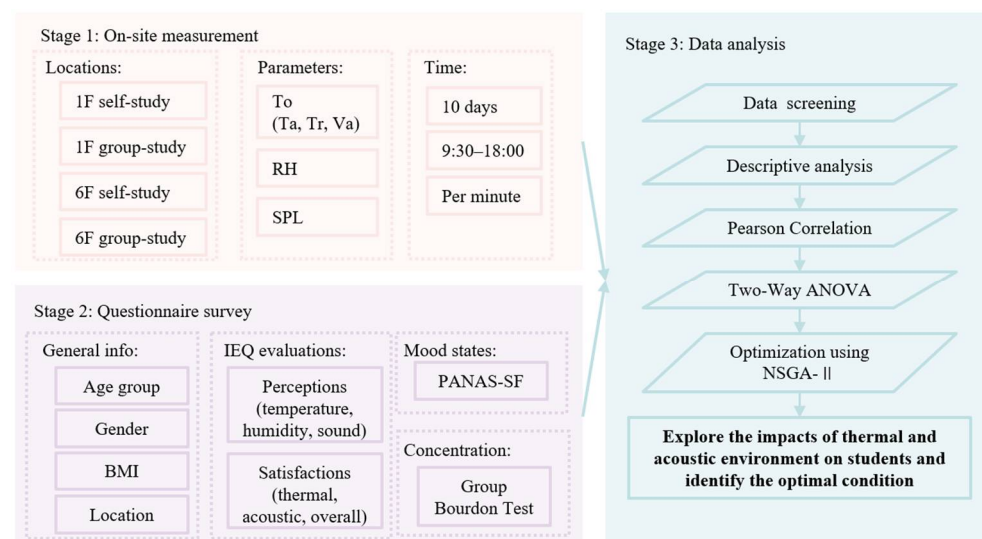 Stage 1: On-site measurement
Locations:
1F self-study
1F group-study
6F self-study
6F group-study
Parameters:
To
(Ta, Tr, Va)
RH
SPL
Time:
10 days
9:30–18:00
Per minute
Stage 2: Questionnaire survey
General info:
Age group
Gender
BMI
Location
IEQ evaluations:
Perceptions
(temperature,
humidity, sound)
Satisfactions
(thermal,
acoustic, overall)
Mood states:
PANAS-SF
Concentration:
Group
Bourdon Test
Stage 3: Data analysis
Data screening
Descriptive analysis
Pearson Correlation
Two-Way ANOVA
Optimization using
NSGA- II
Explore the impacts of thermal and
acoustic environment on students and
identify the optimal condition